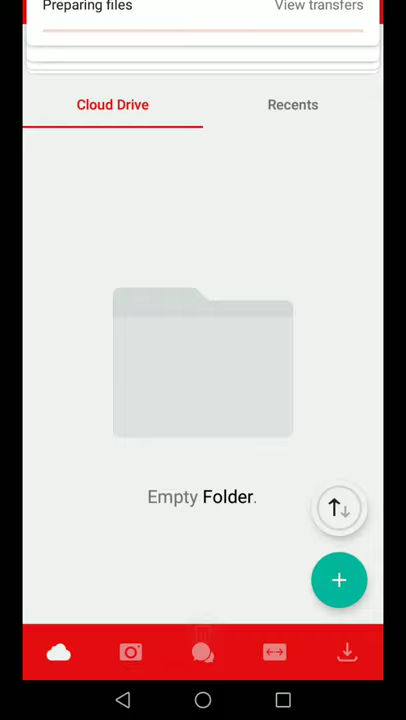 Preparing files
View transfers
Cloud Drive
Recents
Empty Folder.